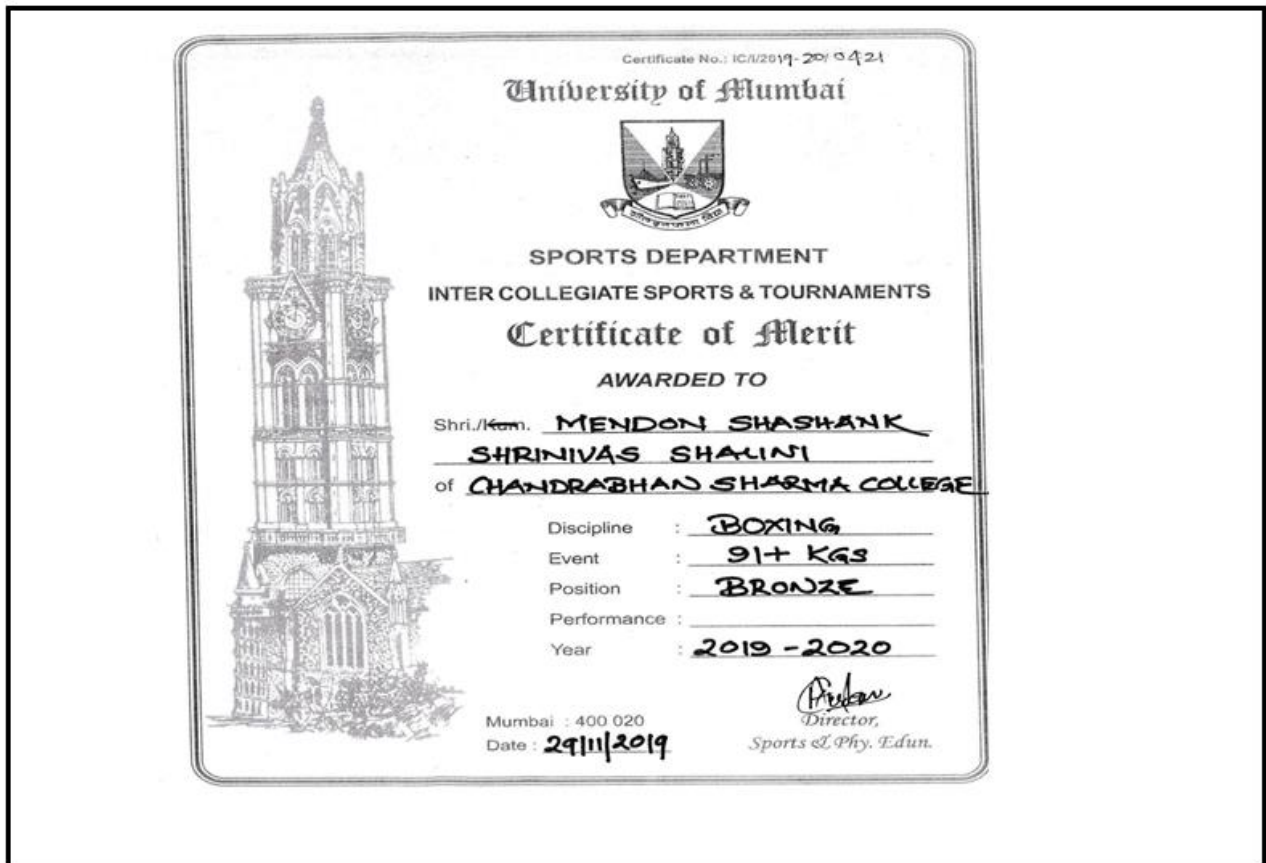 Certificate No.: IC/I/2019-20/0421
University of Mumbai
SPORTS DEPARTMENT
INTER COLLEGIATE SPORTS & TOURNAMENTS
Certificate of Merit
AWARDED TO
Shri./Kum. MENDON SHASHANK
SHRINIVAS SHALINI
of CHANDRABHAN SHARMA COLLEGE
Discipline : BOXING
Event : 91+ KGS
Position : BRONZE
Performance :
Year : 2019 - 2020
Mumbai : 400 020
Date : 29/11/2019
Director,
Sports & Phy. Edun.